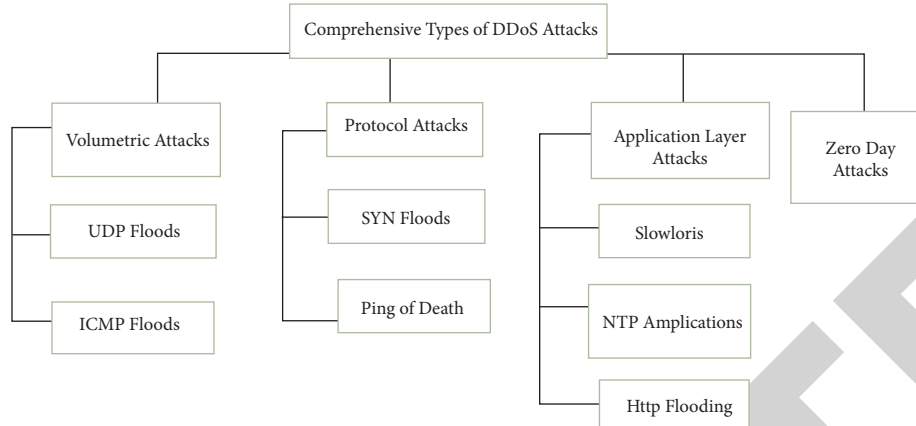 Comprehensive Types of DDoS Attacks
Volumetric Attacks
UDP Floods
ICMP Floods
Protocol Attacks
SYN Floods
Ping of Death
Application Layer
Attacks
Slowloris
NTP Amplications
Http Flooding
Zero Day
Attacks